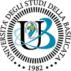 UNIVERSITÀ DEGLI STUDI DELLA BASILICATA
UB
• 1982 •